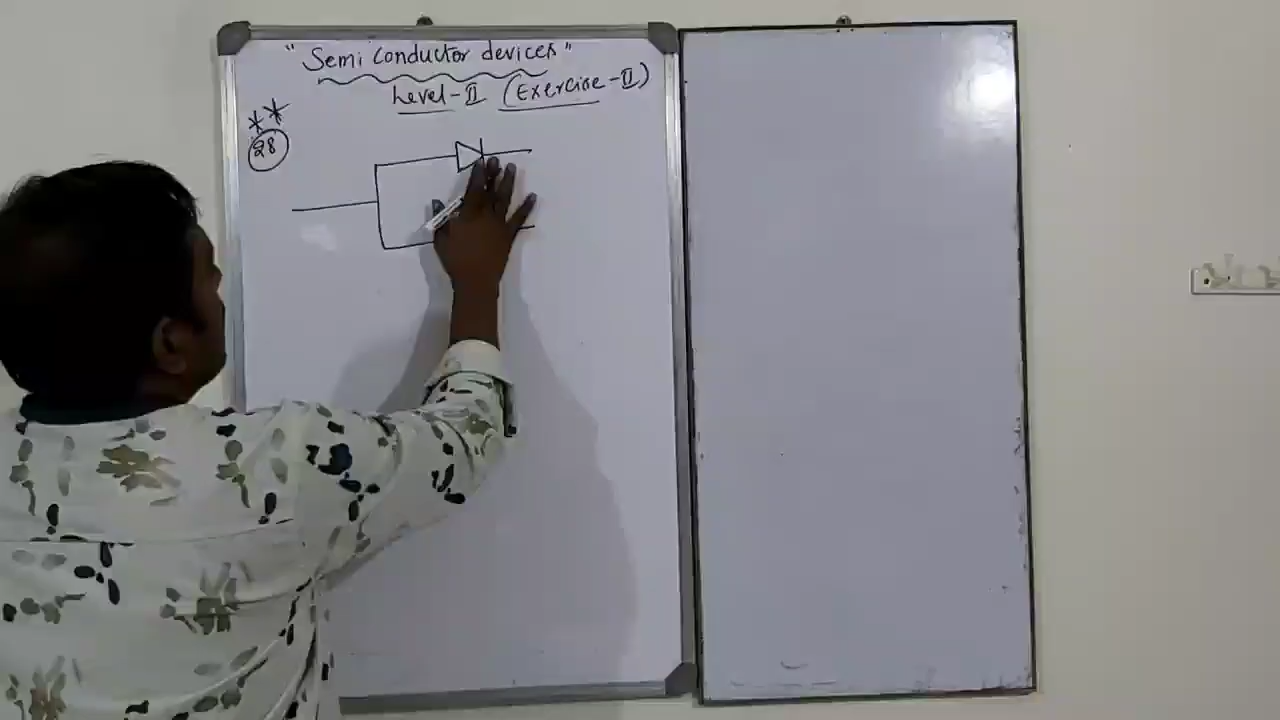 "Semi conductor devices"
Level-II (Exercise-II)
** 28